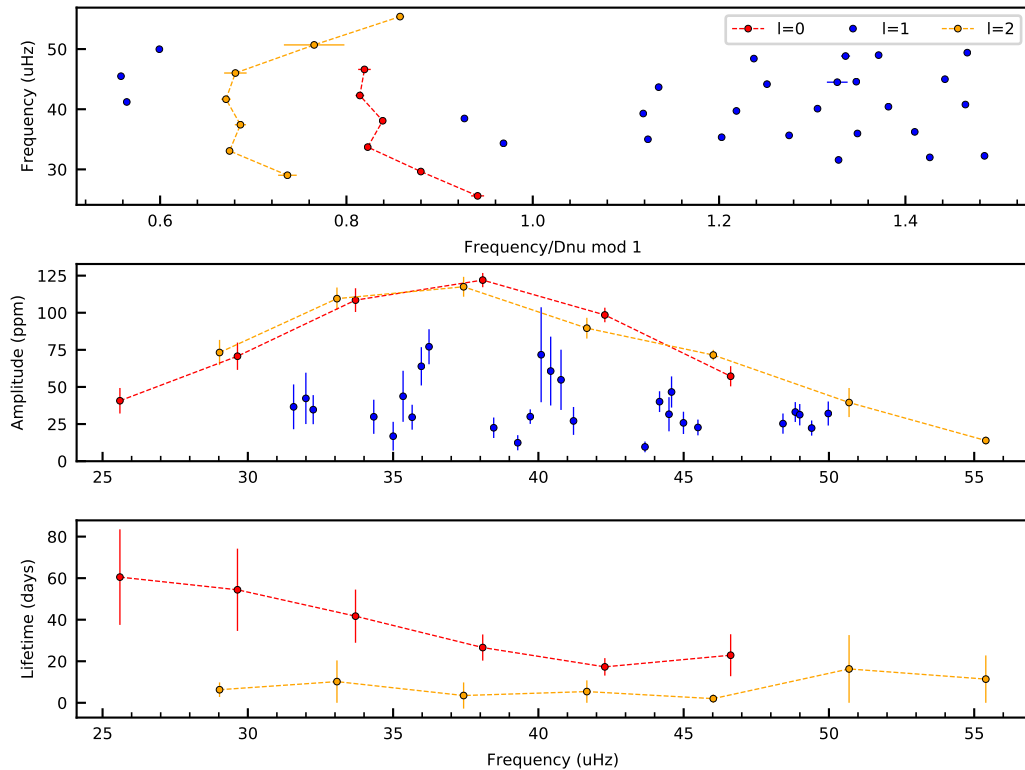 l=0 l=1 l=2
Frequency (uHz)
50
40
30
0.6 0.8 1.0 1.2 1.4
Frequency/Dnu mod 1
Amplitude (ppm)
125
100
75
50
25
0
25 30 35 40 45 50 55
Lifetime (days)
80
60
40
20
0
25 30 35 40 45 50 55
Frequency (uHz)